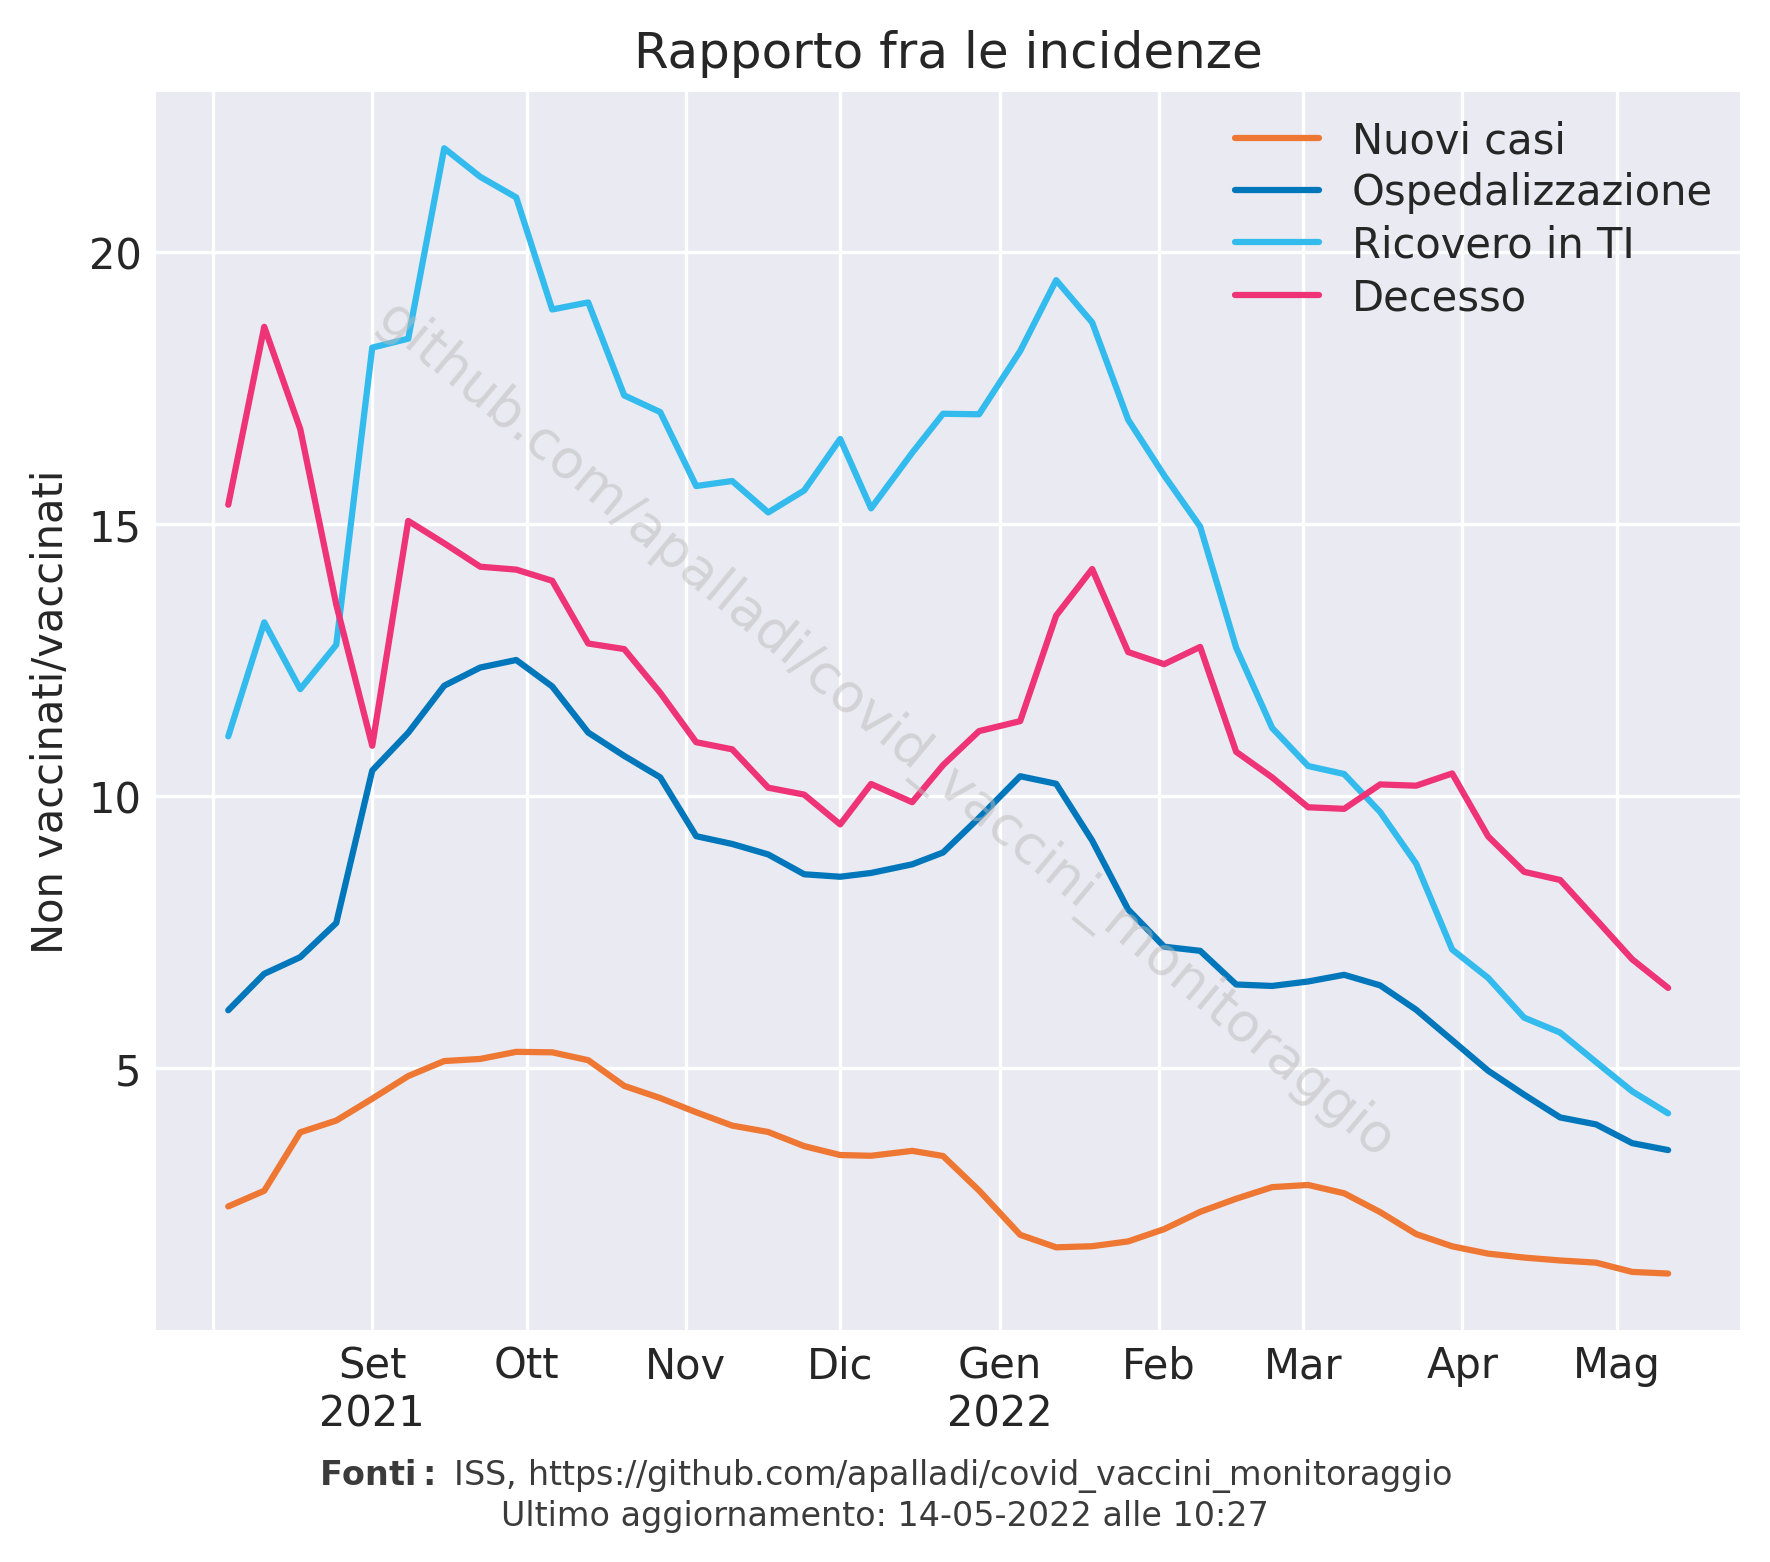 Rapporto fra le incidenze
Nuovi casi
Ospedalizzazione
Ricovero in TI
Decesso
Non vaccinati/vaccinati
20
15
10
5
github.com/apalladi/covid_vaccini_monitoraggio
Set Ott Nov Dic Gen Feb Mar Apr Mag
2021 2022
Fonti: ISS, https://github.com/apalladi/covid_vaccini_monitoraggio
Ultimo aggiornamento: 14-05-2022 alle 10:27